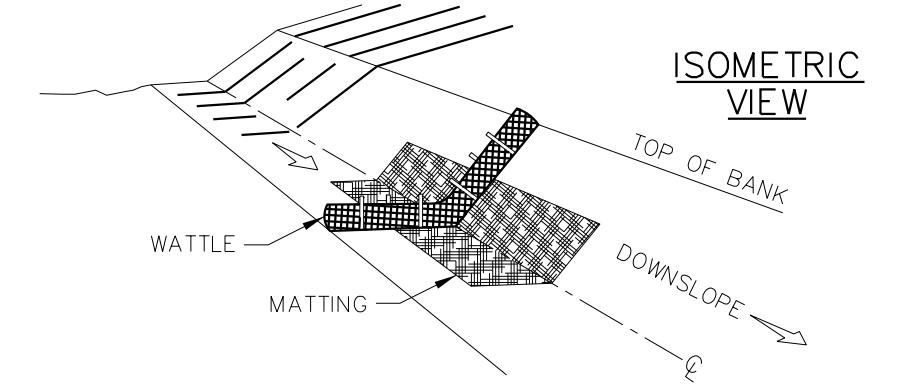 ISOMETRIC
VIEW
TOP OF BANK
WATTLE
DOWNSLOPE
MATTING
℄